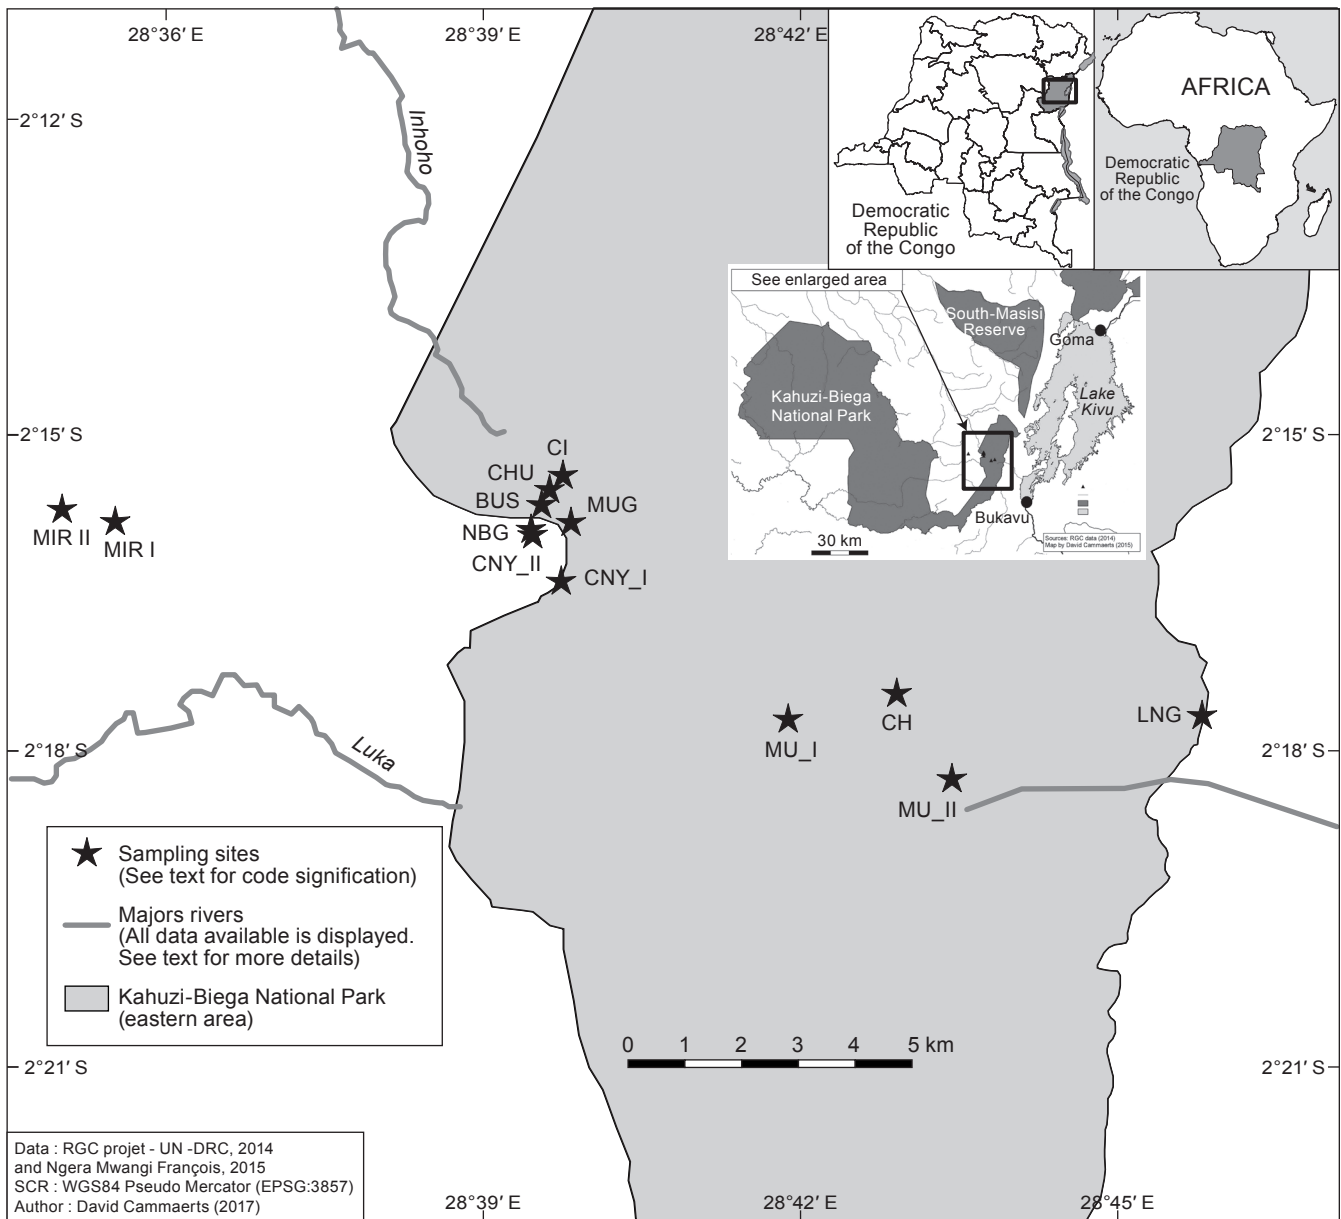 28°36′ E
28°39′ E
28°42′ E
2°12′ S
Inhoho
Democratic
Republic
of the Congo
AFRICA
Democratic
Republic
of the Congo
See enlarged area
South-Masisi
Reserve
Goma
Kahuzi-Biega
National Park
Lake
Kivu
Bukavu
30 km
Sources: RGC data (2014)
Map by David Cammaerts (2015)
2°15′ S
2°15′ S
CI
CHU
BUS
MUG
NBG
CNY_II
CNY_I
MIR II
MIR I
CH
MU_I
LNG
MU_II
2°18′ S
2°18′ S
Luka
Sampling sites
(See text for code signification)
Majors rivers
(All data available is displayed.
See text for more details)
Kahuzi-Biega National Park
(eastern area)
0 1 2 3 4 5 km
2°21′ S
2°21′ S
Data : RGC projet - UN -DRC, 2014
and Ngera Mwangi François, 2015
SCR : WGS84 Pseudo Mercator (EPSG:3857)
Author : David Cammaerts (2017)
28°39′ E
28°42′ E
28°45′ E